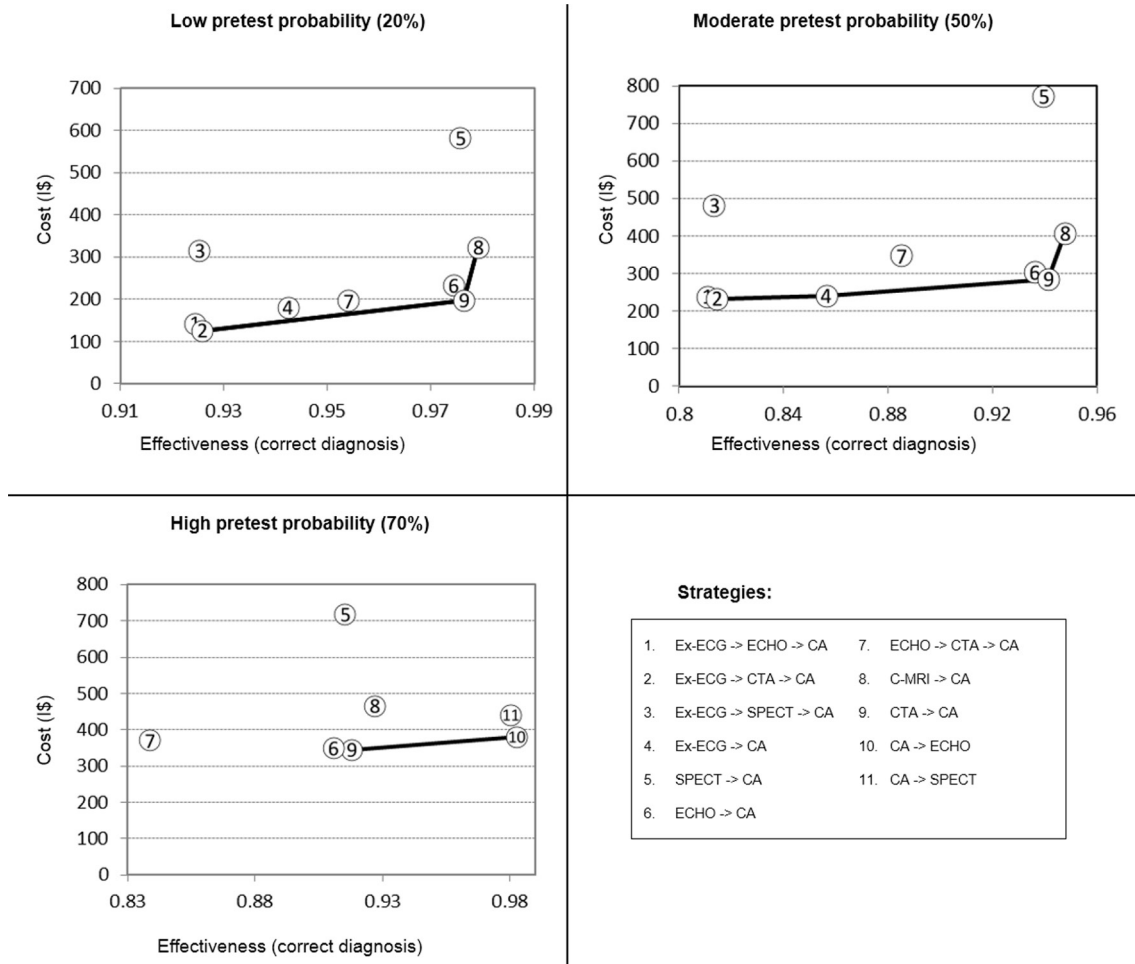 Low pretest probability (20%)
700
600
500
400
300
200
100
0
Cost (I$)
5
3
8
6
4
7
9
1
2
0.91 0.93 0.95 0.97 0.99
Effectiveness (correct diagnosis)
Moderate pretest probability (50%)
800
700
600
500
400
300
200
100
0
Cost (I$)
5
3
8
7
6
9
1
2
4
0.8 0.84 0.88 0.92 0.96
Effectiveness (correct diagnosis)
High pretest probability (70%)
800
700
600
500
400
300
200
100
0
Cost (I$)
5
8
11
7
6
9
10
0.83 0.88 0.93 0.98
Effectiveness (correct diagnosis)
Strategies:
1. Ex-ECG -> ECHO -> CA
2. Ex-ECG -> CTA -> CA
3. Ex-ECG -> SPECT -> CA
4. Ex-ECG -> CA
5. SPECT -> CA
6. ECHO -> CA
7. ECHO -> CTA -> CA
8. C-MRI -> CA
9. CTA -> CA
10. CA -> ECHO
11. CA -> SPECT